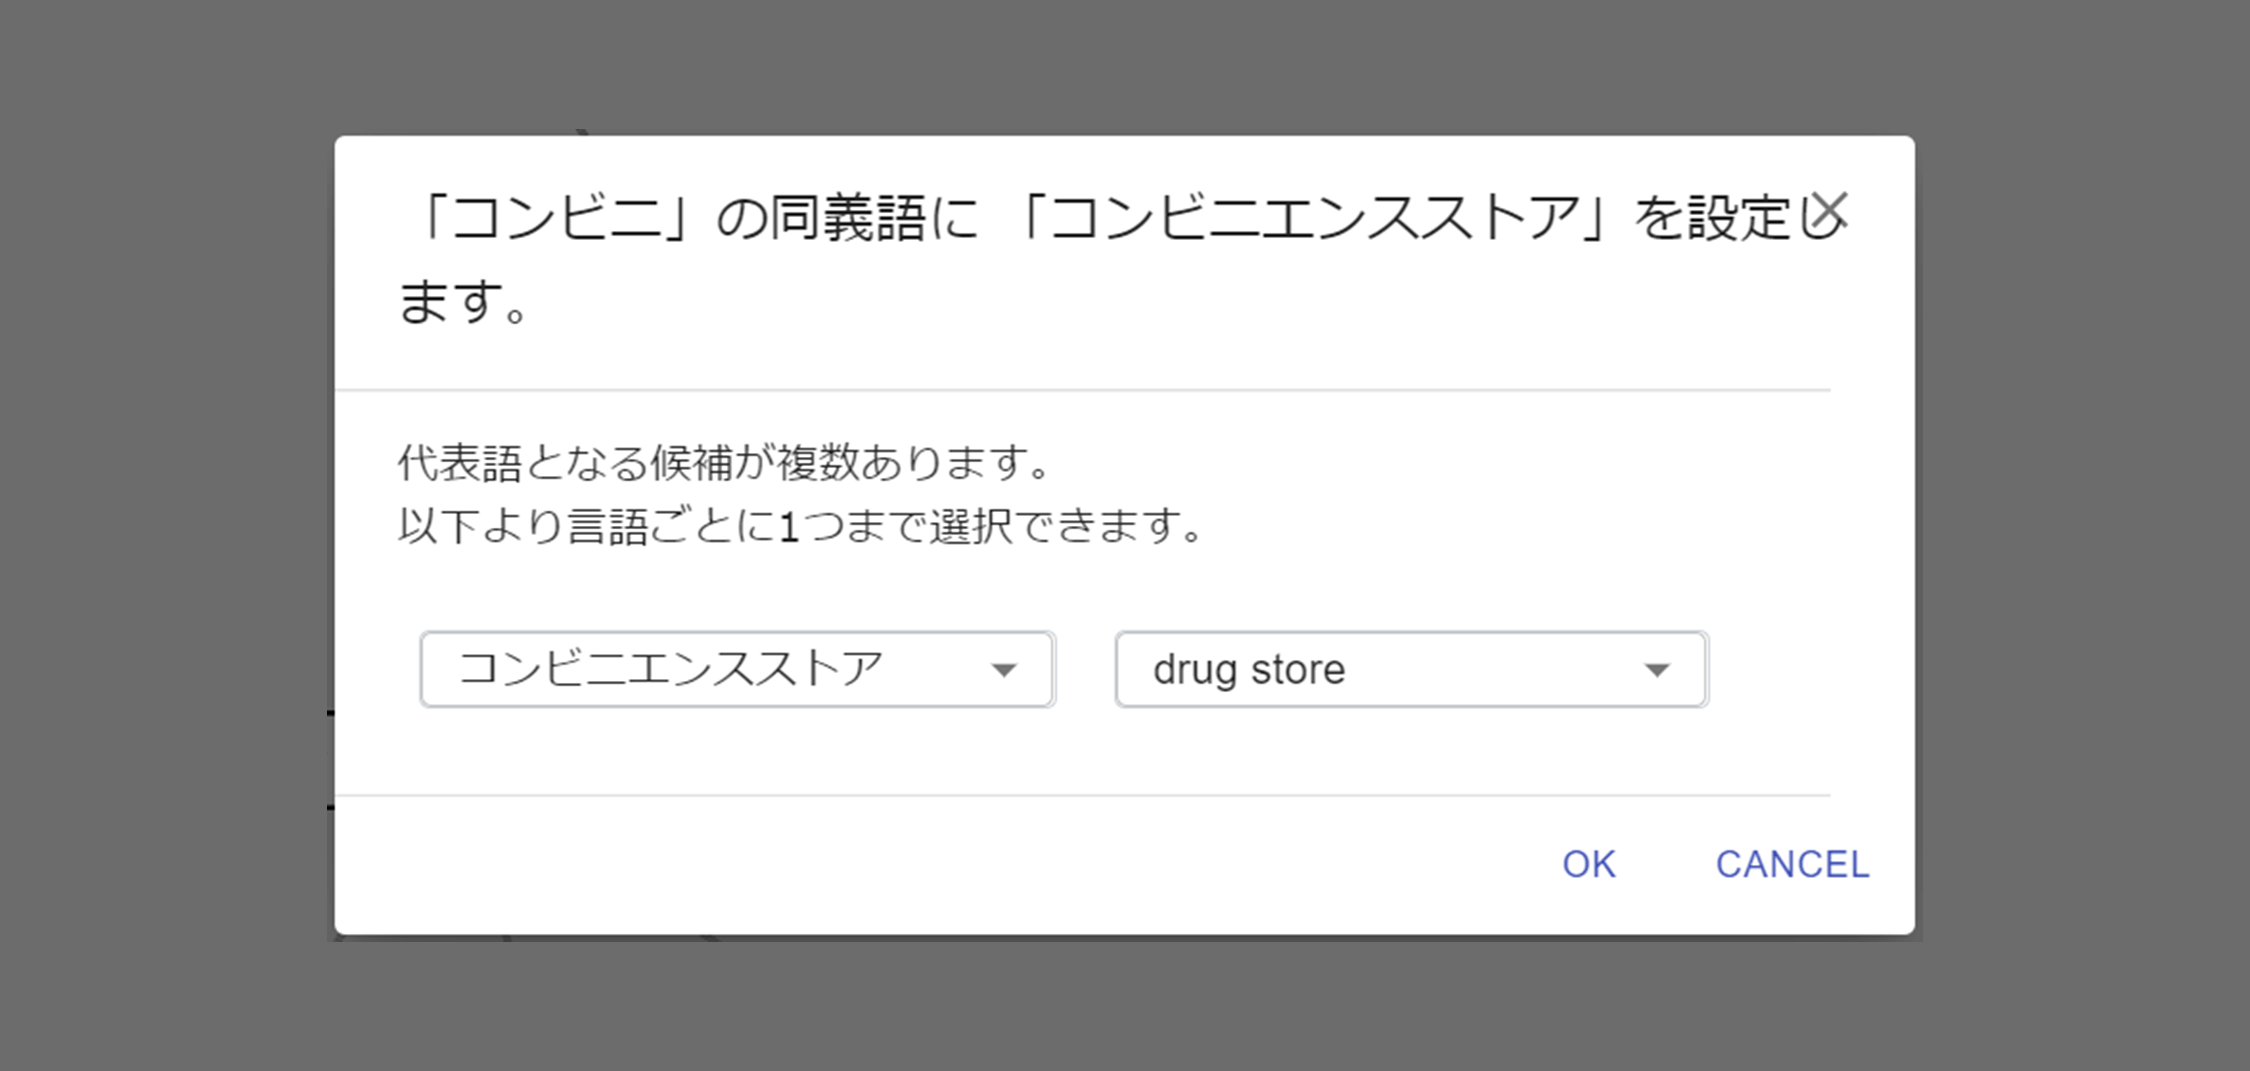 「コンビニ」の同義語に 「コンビニエンスストア」を設定し
ます。
代表語となる候補が複数あります。
以下より言語ごとに1つまで選択できます。
コンビニエンスストア
drug store
OK
CANCEL